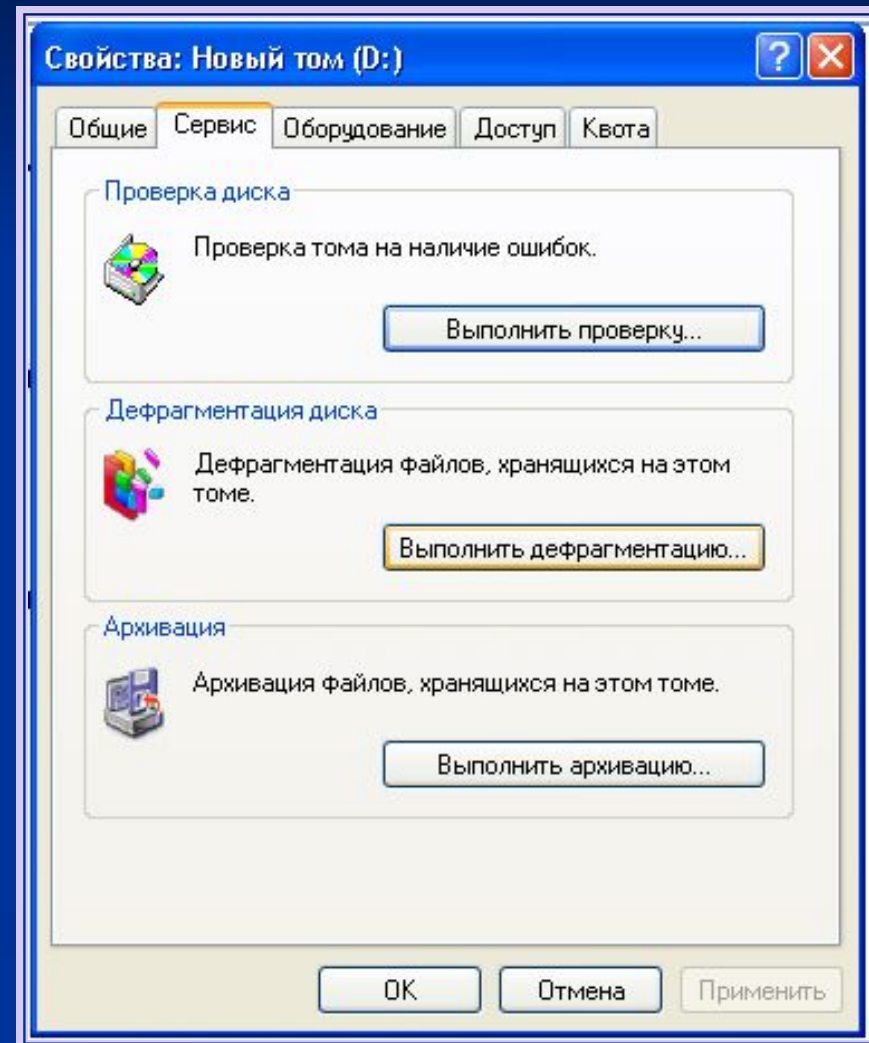 Свойства: Новый том (D:)
Общие Сервис Оборудование Доступ Квота
Проверка диска
Проверка тома на наличие ошибок.
Выполнить проверку...
Дефрагментация диска
Дефрагментация файлов, хранящихся на этом
томе.
Выполнить дефрагментацию...
Архивация
Архивация файлов, хранящихся на этом томе.
Выполнить архивацию...
OK Отмена Применить